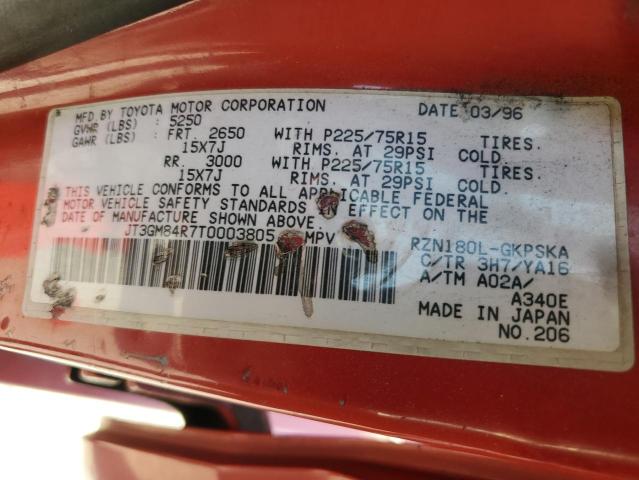 MFD BY TOYOTA MOTOR CORPORATION DATE 03/96
GVWR (LBS) : 5250
GAWR (LBS) : FRT. 2650 WITH P225/75R15 TIRES.
15X7J RIMS. AT 29PSI COLD.
RR. 3000 WITH P225/75R15 TIRES.
15X7J RIMS. AT 29PSI COLD.
THIS VEHICLE CONFORMS TO ALL APPLICABLE FEDERAL
MOTOR VEHICLE SAFETY STANDARDS IN EFFECT ON THE
DATE OF MANUFACTURE SHOWN ABOVE.
JT3GM84R7T0003805 MPV RZN180L-GKPSKA
C/TR 3H7/YA16
A/TM A02A/
A340E
MADE IN JAPAN
NO.206